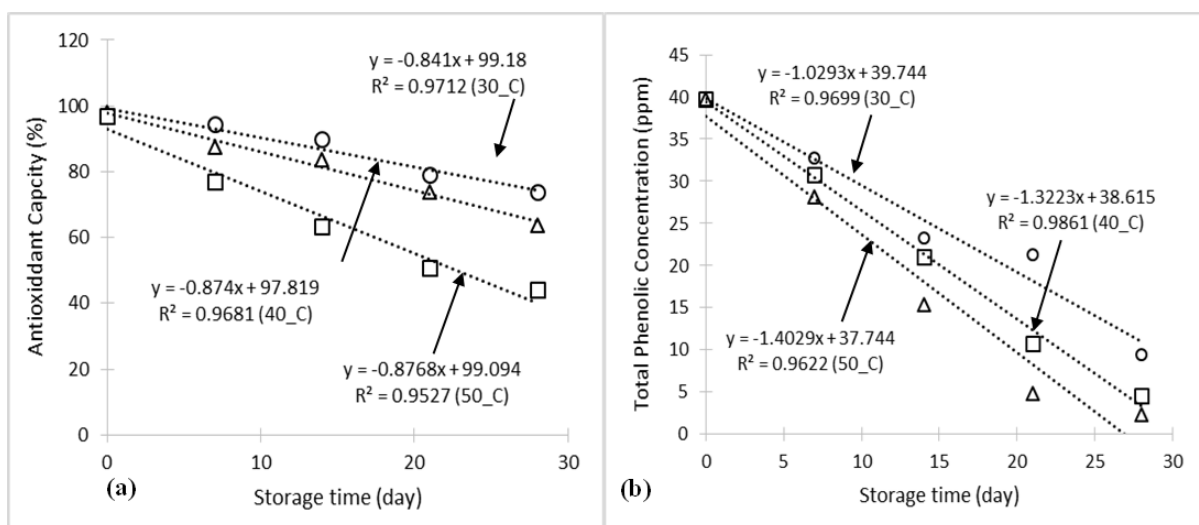 120
100
80
60
40
20
0
Antioxiddant Capcity (%)
y = -0.841x + 99.18
R² = 0.9712 (30_C)
y = -0.874x + 97.819
R² = 0.9681 (40_C)
y = -0.8768x + 99.094
R² = 0.9527 (50_C)
0 10 20 30
(a)
Storage time (day)
45
40
35
30
25
20
15
10
5
0
Total Phenolic Concentration (ppm)
y = -1.0293x + 39.744
R² = 0.9699 (30_C)
y = -1.3223x + 38.615
R² = 0.9861 (40_C)
y = -1.4029x + 37.744
R² = 0.9622 (50_C)
0 5 10 15 20 25 30
(b)
Storage time (day)